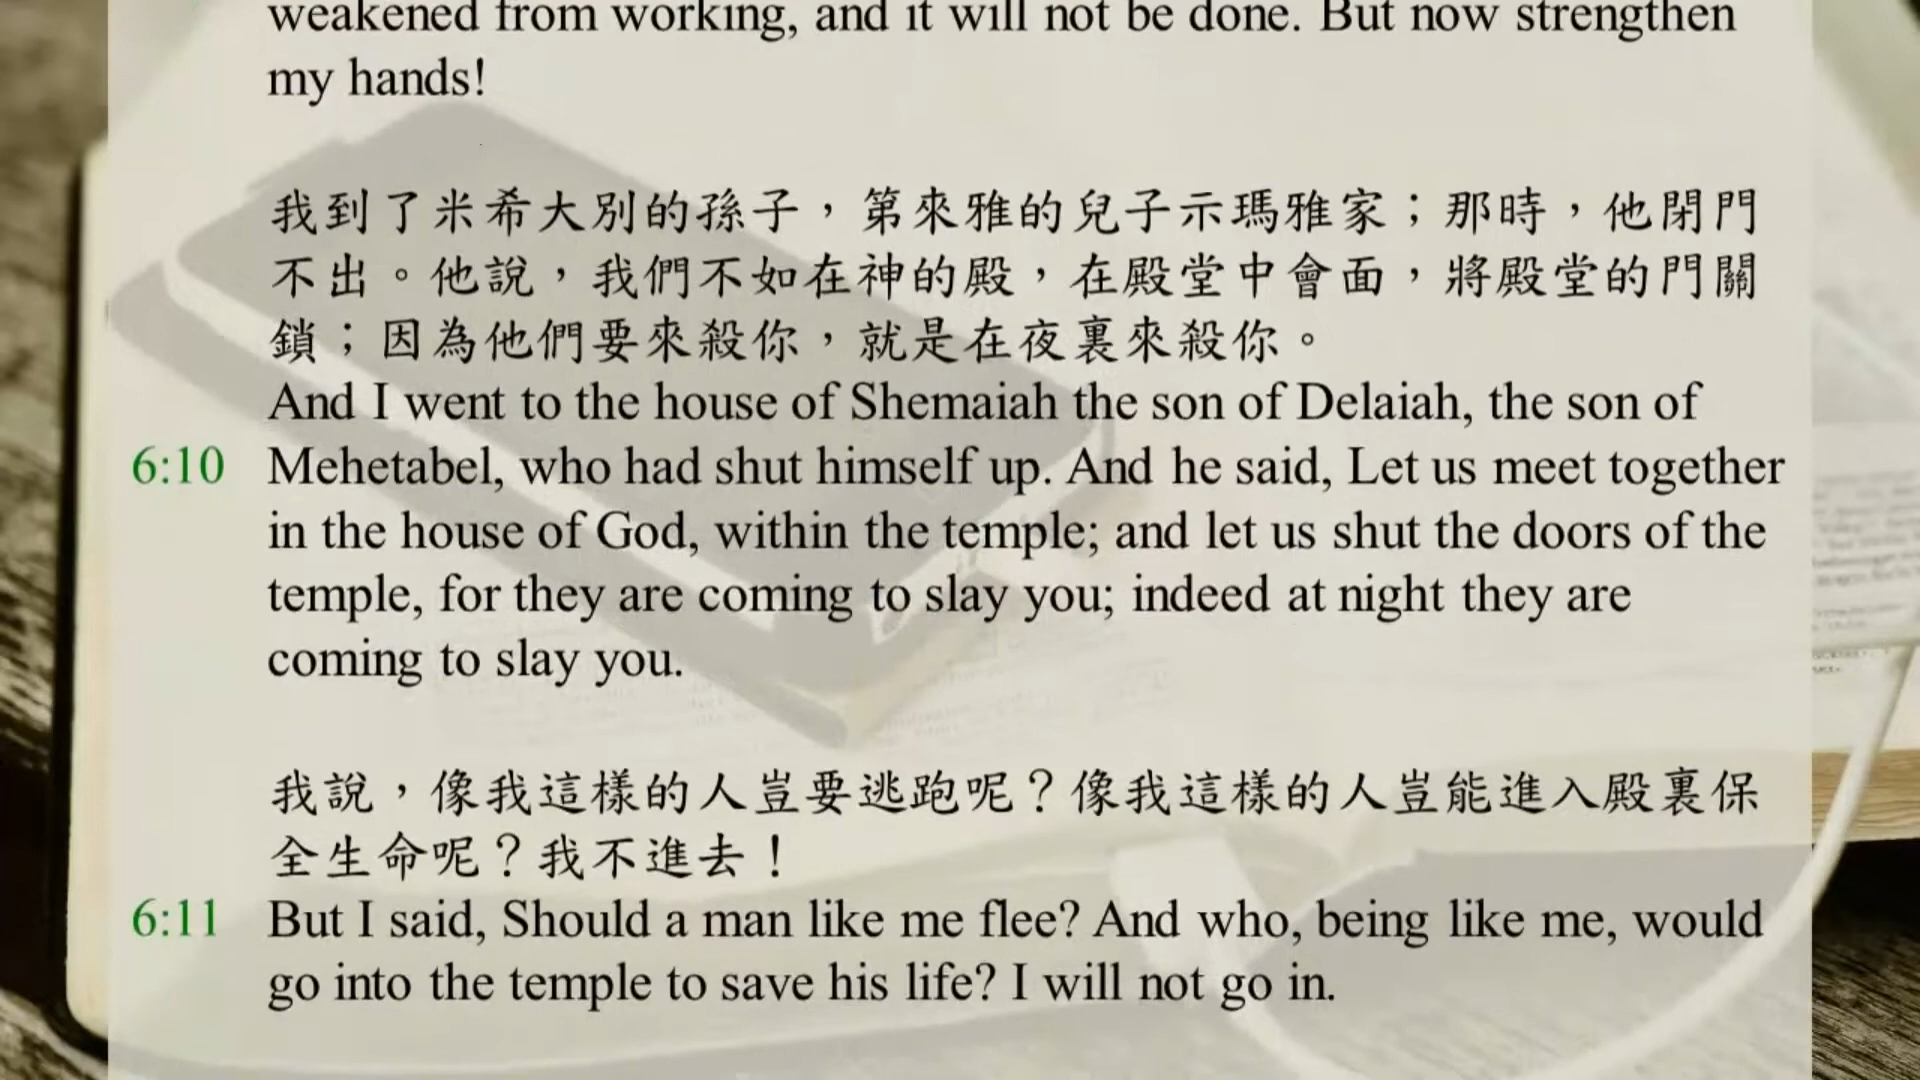 weakened from working, and it will not be done. But now strengthen
my hands!
我到了米希大別的孫子，第來雅的兒子示瑪雅家；那時，他閉門
不出。他說，我們不如在神的殿，在殿堂中會面，將殿堂的門關
鎖；因為他們要來殺你，就是在夜裏來殺你。
And I went to the house of Shemaiah the son of Delaiah, the son of
6:10 Mehetabel, who had shut himself up. And he said, Let us meet together
in the house of God, within the temple; and let us shut the doors of the
temple, for they are coming to slay you; indeed at night they are
coming to slay you.
我說，像我這樣的人豈要逃跑呢？像我這樣的人豈能進入殿裏保
全生命呢？我不進去！
6:11 But I said, Should a man like me flee? And who, being like me, would
go into the temple to save his life? I will not go in.